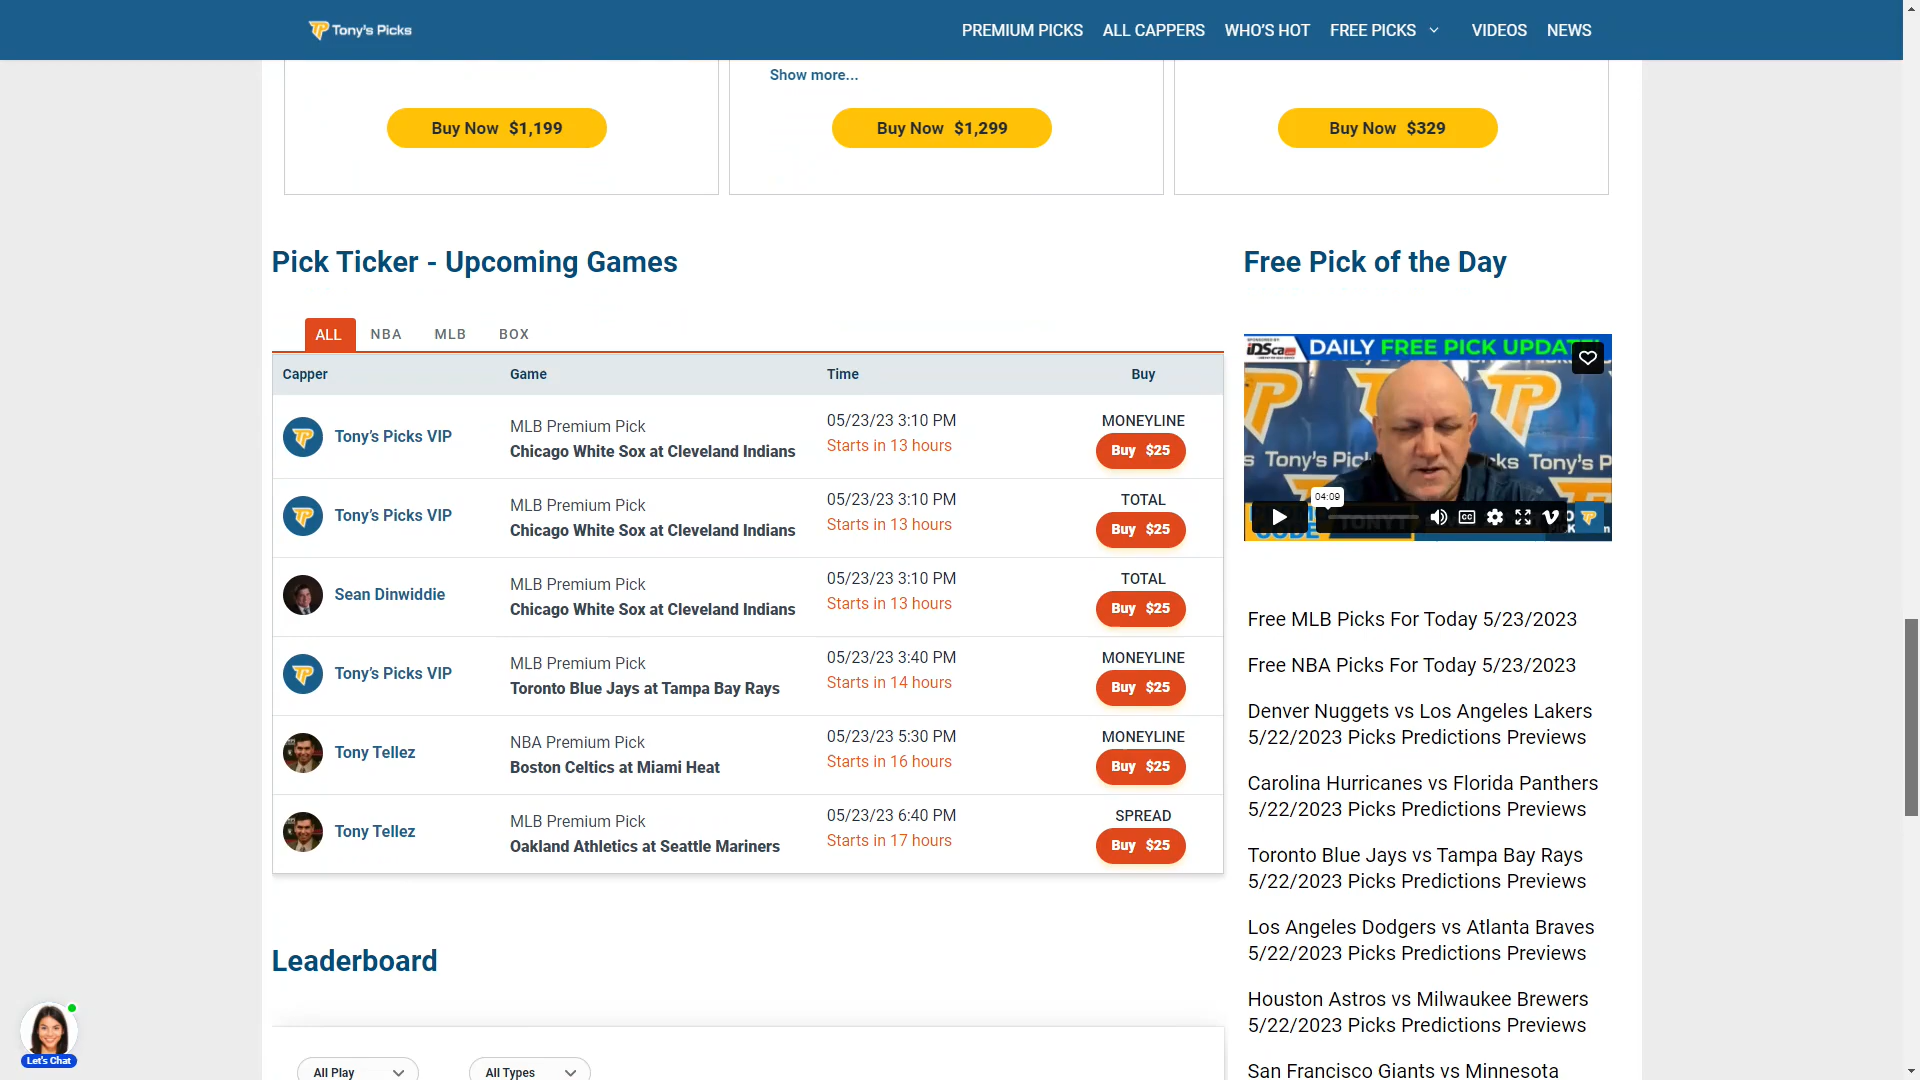 Tony's Picks
PREMIUM PICKS
ALL CAPPERS
WHO'S HOT
FREE PICKS
VIDEOS
NEWS
Show more...
Buy Now $1,199
Buy Now $1,299
Buy Now $329
Pick Ticker - Upcoming Games
ALL
NBA
MLB
BOX
Capper
Game
Time
Buy
Tony's Picks VIP
MLB Premium Pick
Chicago White Sox at Cleveland Indians
05/23/23 3:10 PM
Starts in 13 hours
MONEYLINE
Buy $25
Tony's Picks VIP
MLB Premium Pick
Chicago White Sox at Cleveland Indians
05/23/23 3:10 PM
Starts in 13 hours
TOTAL
Buy $25
Sean Dinwiddie
MLB Premium Pick
Chicago White Sox at Cleveland Indians
05/23/23 3:10 PM
Starts in 13 hours
TOTAL
Buy $25
Tony's Picks VIP
MLB Premium Pick
Toronto Blue Jays at Tampa Bay Rays
05/23/23 3:40 PM
Starts in 14 hours
MONEYLINE
Buy $25
Tony Tellez
NBA Premium Pick
Boston Celtics at Miami Heat
05/23/23 5:30 PM
Starts in 16 hours
MONEYLINE
Buy $25
Tony Tellez
MLB Premium Pick
Oakland Athletics at Seattle Mariners
05/23/23 6:40 PM
Starts in 17 hours
SPREAD
Buy $25
Leaderboard
All Play
All Types
Let's Chat
Free Pick of the Day
DAILY FREE PICK UPDATE
Tony's
Tony's P
04:09
CODE
Free MLB Picks For Today 5/23/2023
Free NBA Picks For Today 5/23/2023
Denver Nuggets vs Los Angeles Lakers
5/22/2023 Picks Predictions Previews
Carolina Hurricanes vs Florida Panthers
5/22/2023 Picks Predictions Previews
Toronto Blue Jays vs Tampa Bay Rays
5/22/2023 Picks Predictions Previews
Los Angeles Dodgers vs Atlanta Braves
5/22/2023 Picks Predictions Previews
Houston Astros vs Milwaukee Brewers
5/22/2023 Picks Predictions Previews
San Francisco Giants vs Minnesota